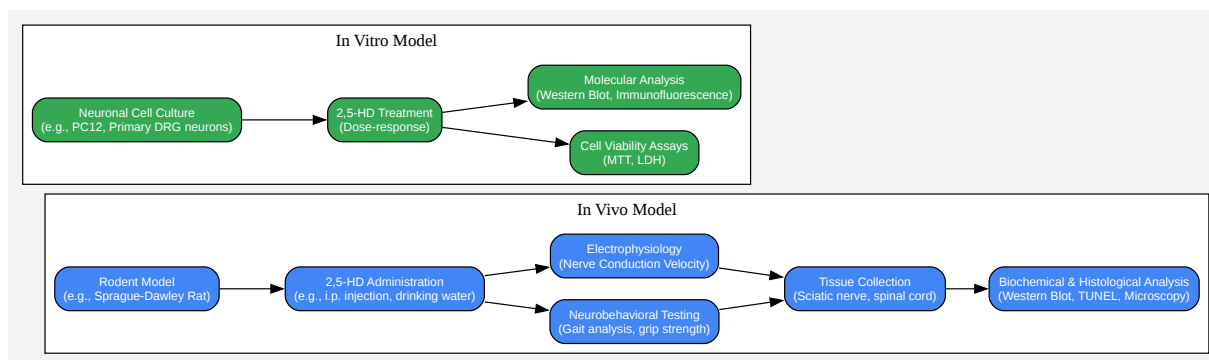 In Vitro Model
Neuronal Cell Culture
(e.g., PC12, Primary DRG neurons)
2,5-HD Treatment
(Dose-response)
Molecular Analysis
(Western Blot, Immunofluorescence)
Cell Viability Assays
(MTT, LDH)
In Vivo Model
Rodent Model
(e.g., Sprague-Dawley Rat)
2,5-HD Administration
(e.g., i.p. injection, drinking water)
Electrophysiology
(Nerve Conduction Velocity)
Neurobehavioral Testing
(Gait analysis, grip strength)
Tissue Collection
(Sciatic nerve, spinal cord)
Biochemical & Histological Analysis
(Western Blot, TUNEL, Microscopy)